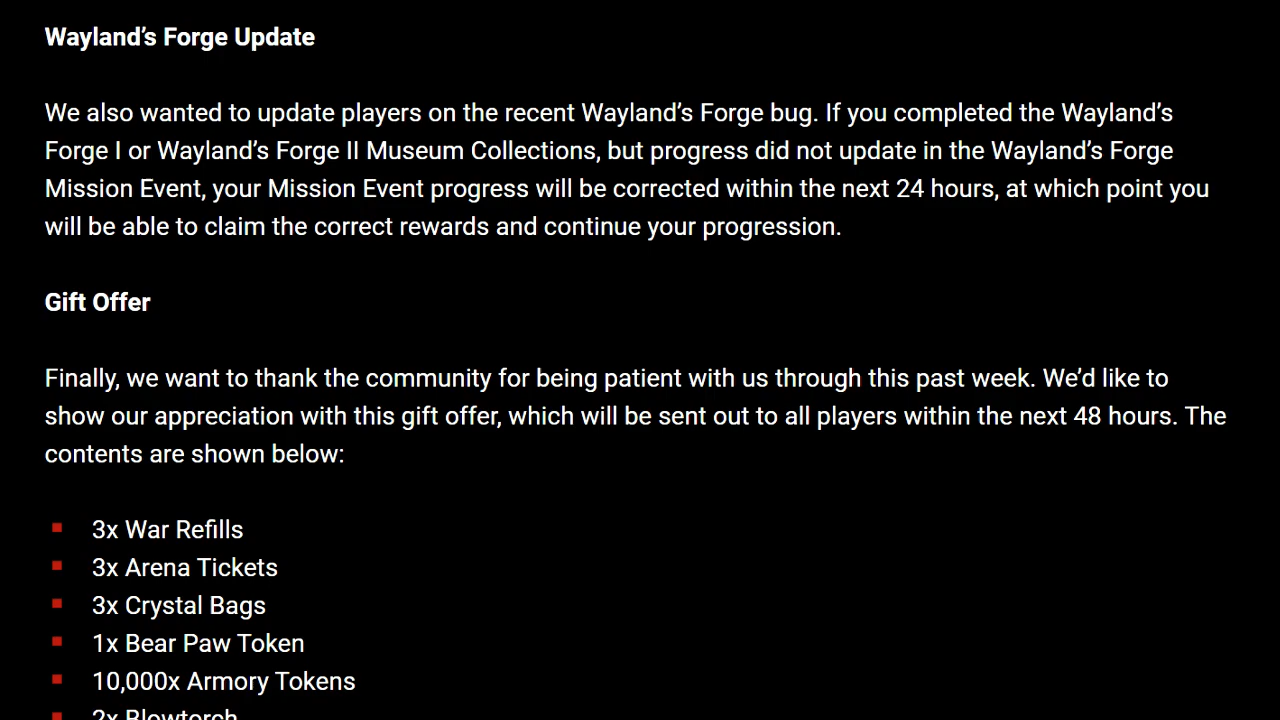 Wayland’s Forge Update
We also wanted to update players on the recent Wayland’s Forge bug. If you completed the Wayland’s
Forge I or Wayland’s Forge II Museum Collections, but progress did not update in the Wayland’s Forge
Mission Event, your Mission Event progress will be corrected within the next 24 hours, at which point you
will be able to claim the correct rewards and continue your progression.
Gift Offer
Finally, we want to thank the community for being patient with us through this past week. We’d like to
show our appreciation with this gift offer, which will be sent out to all players within the next 48 hours. The
contents are shown below:
3x War Refills
3x Arena Tickets
3x Crystal Bags
1x Bear Paw Token
10,000x Armory Tokens
2x Blowtorch